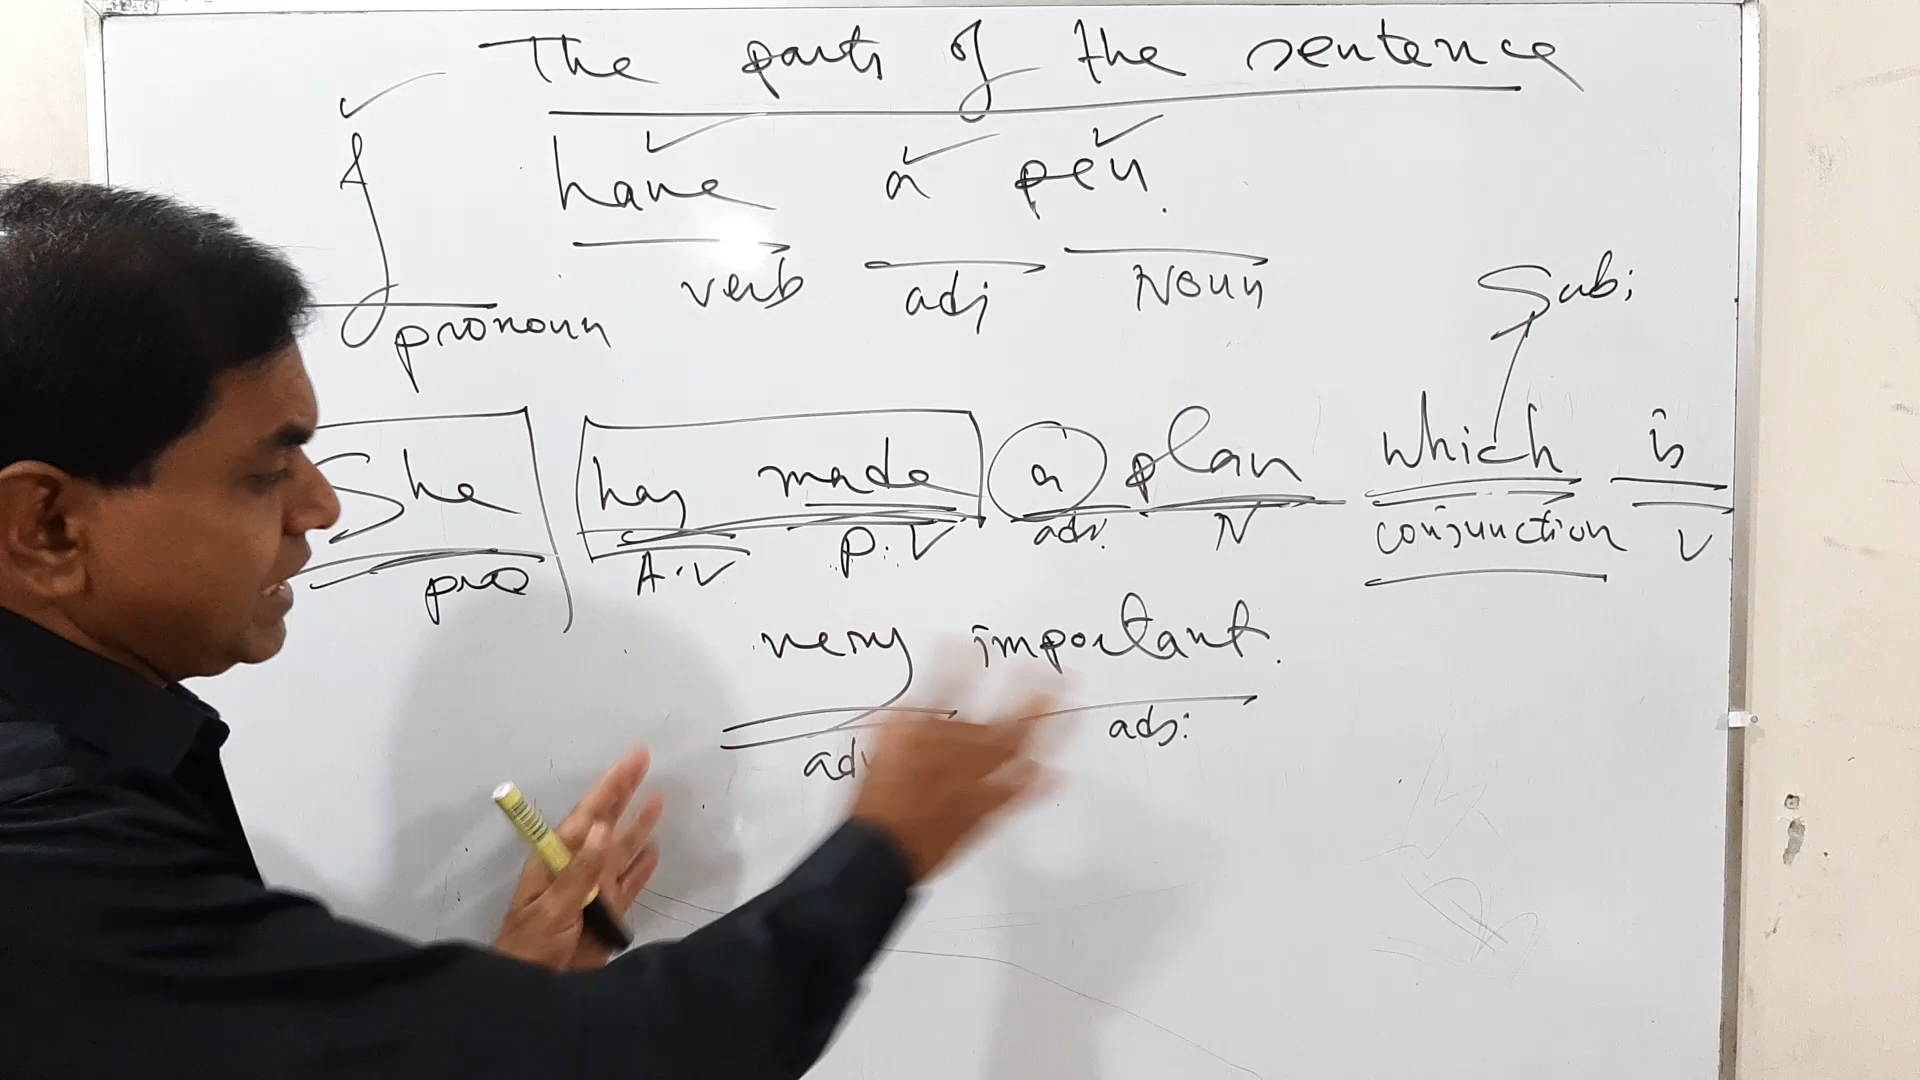 The parts of the sentence
I have a pen.
pronoun verb adj Noun
Sub;
She has made a plan which is
pro A.V P.V adj. N conjunction V
very important.
adv adj: